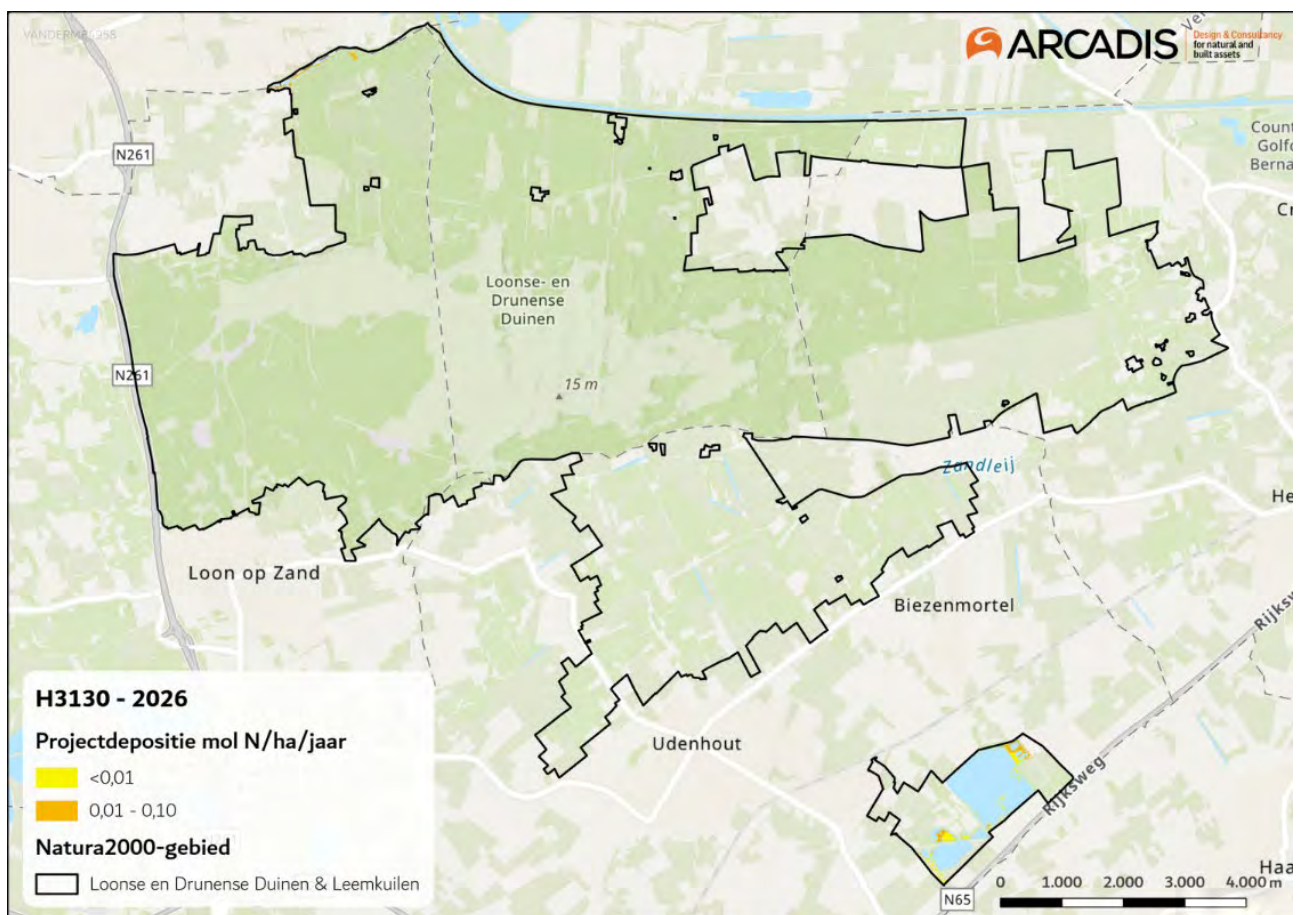 VANDERM85958
ARCADIS
Design & Consultancy
for natural and
built assets
N261
Loonse- en
Drunense
Duinen
15 m
N261
Zandleij
Loon op Zand
Biezenmortel
Udenhout
Rijksweg
N65
H3130 - 2026
Projectdepositie mol N/ha/jaar
<0,01
0,01 - 0,10
Natura2000-gebied
Loonse en Drunense Duinen & Leemkuilen
0 1.000 2.000 3.000 4.000 m